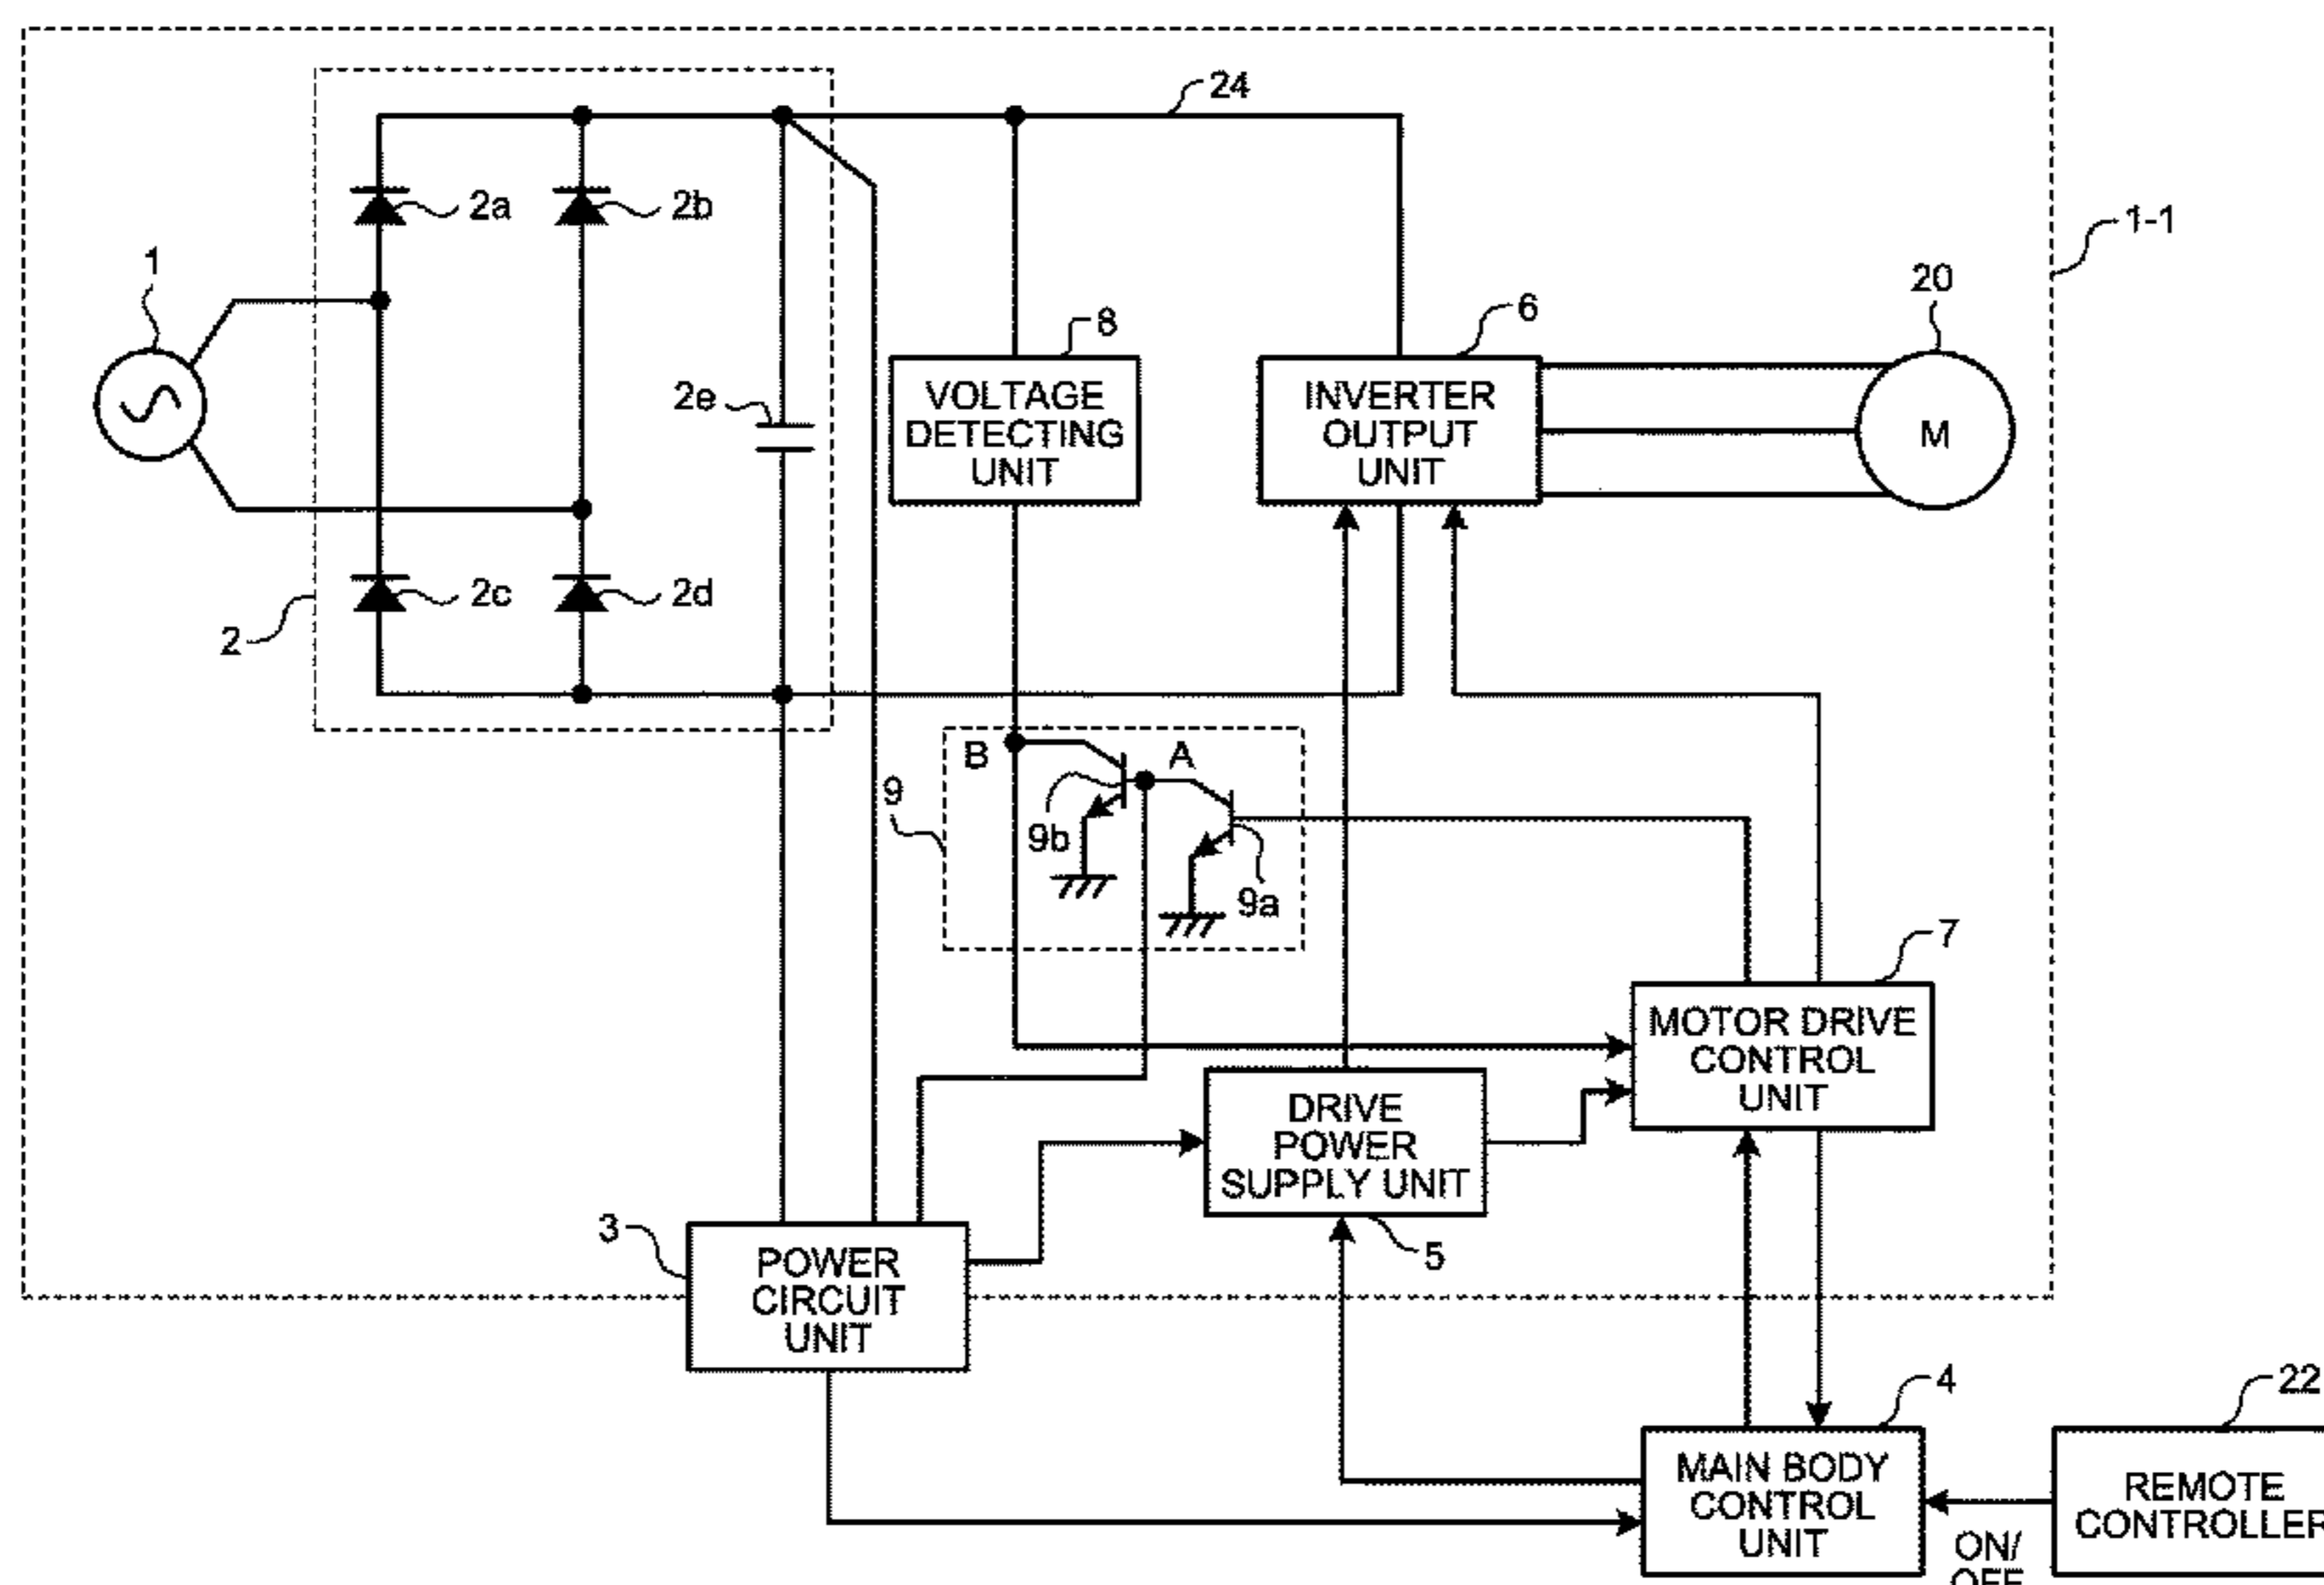 24
2a
2b
1-1
1
20
8
6
2e
VOLTAGE
DETECTING
UNIT
INVERTER
OUTPUT
UNIT
M
2c
2d
2
B
A
9
9b
9a
7
MOTOR DRIVE
CONTROL
UNIT
DRIVE
POWER
SUPPLY UNIT
3
5
POWER
CIRCUIT
UNIT
4
22
MAIN BODY
CONTROL
UNIT
REMOTE
CONTROLLER
ON/
OFF